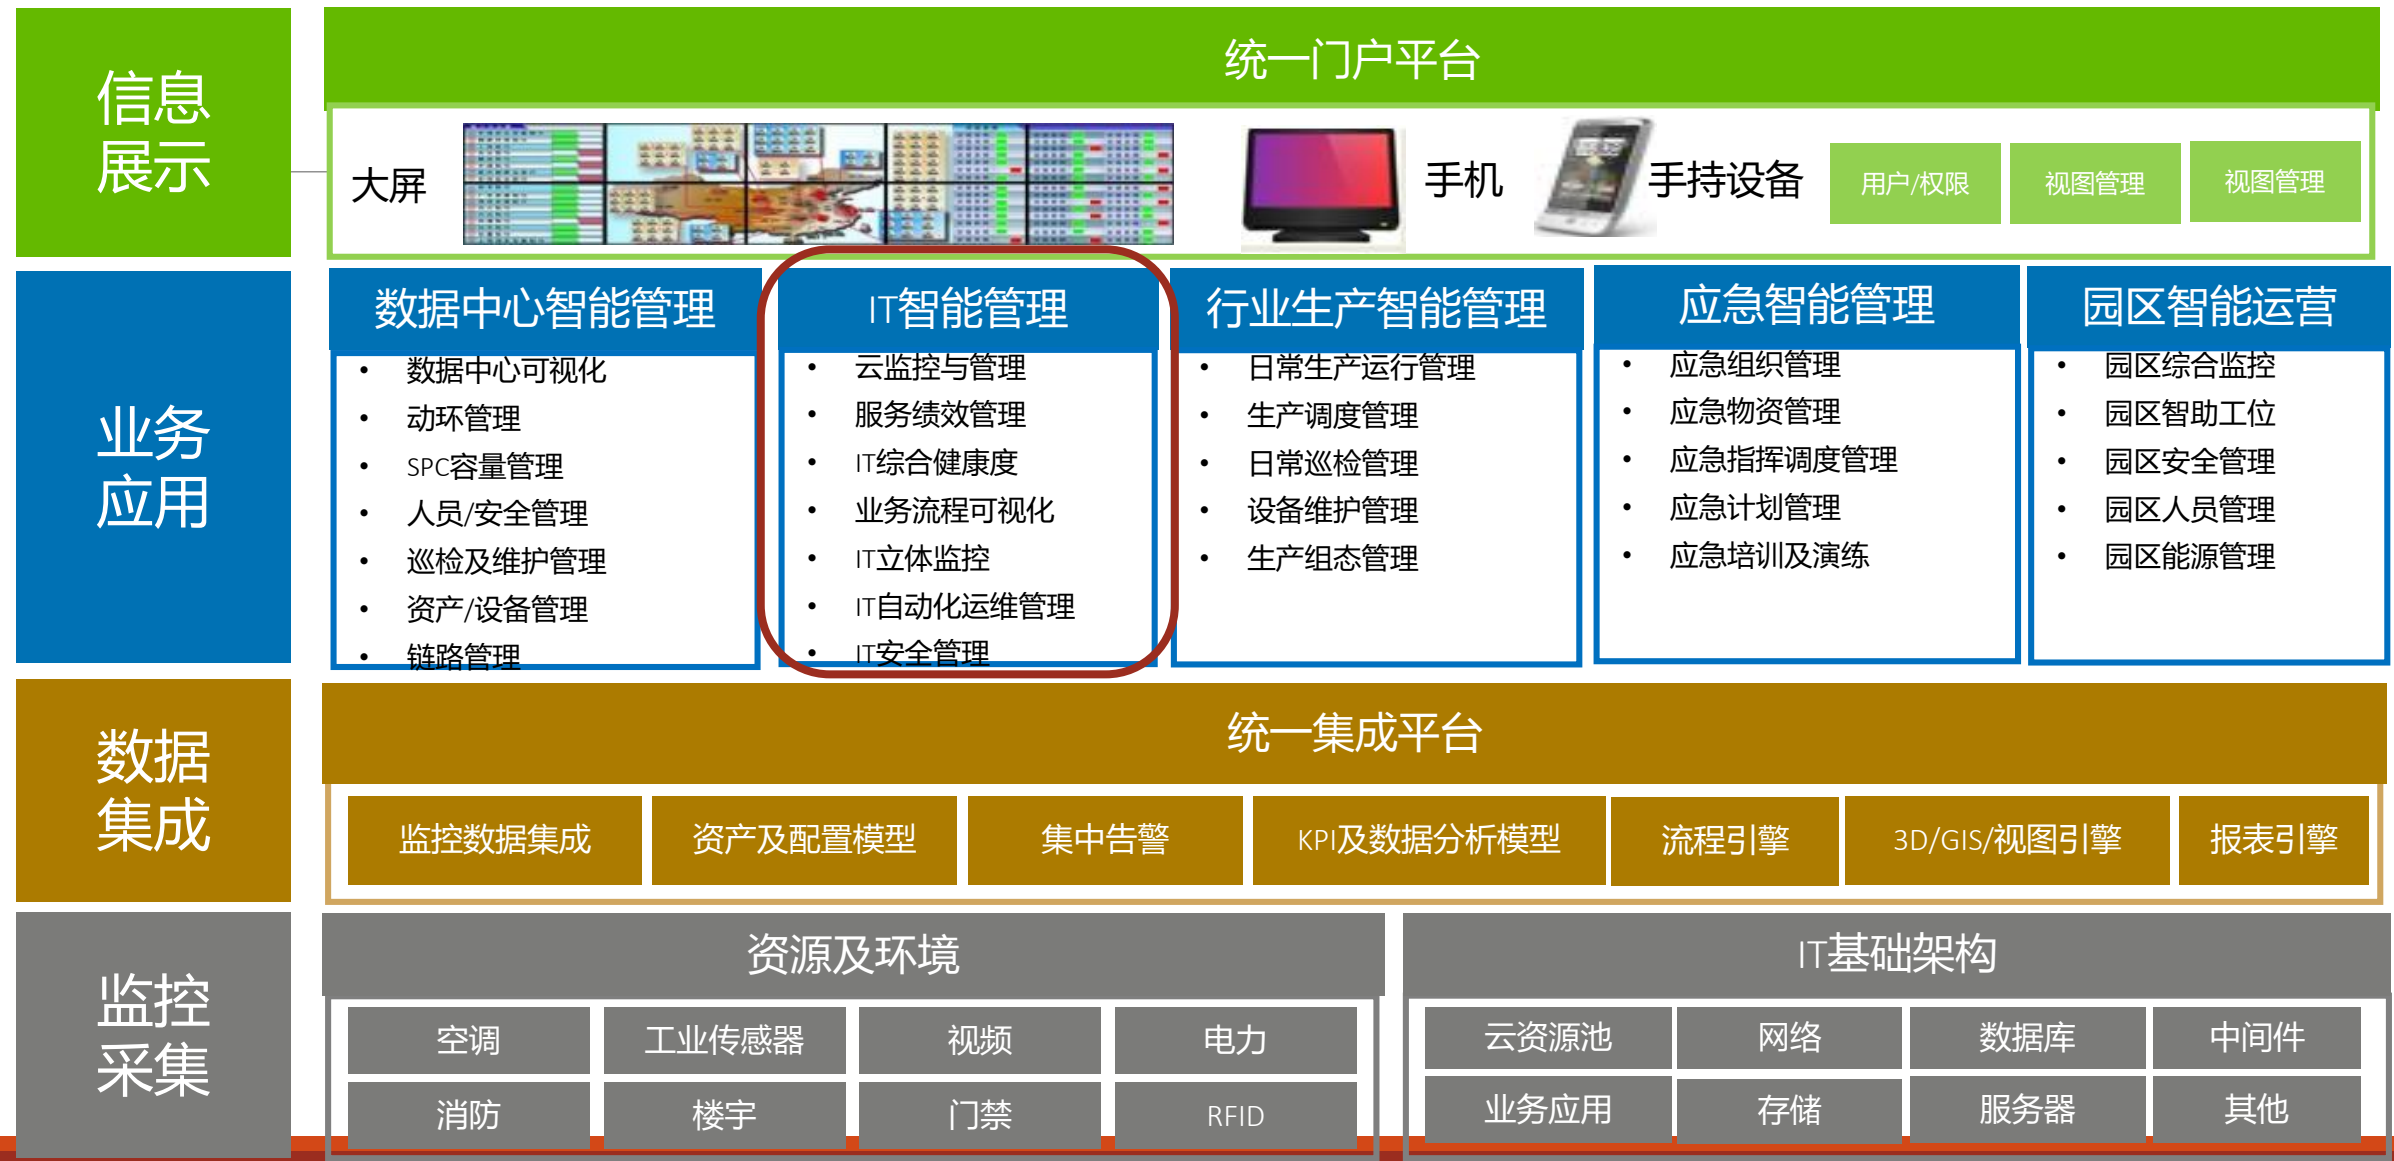 信息
展示
统一门户平台
大屏
手机
手持设备
用户/权限
视图管理
视图管理
业务
应用
数据中心智能管理
• 数据中心可视化
• 动环管理
• SPC容量管理
• 人员/安全管理
• 巡检及维护管理
• 资产/设备管理
• 链路管理
IT智能管理
• 云监控与管理
• 服务绩效管理
• IT综合健康度
• 业务流程可视化
• IT立体监控
• IT自动化运维管理
• IT安全管理
行业生产智能管理
• 日常生产运行管理
• 生产调度管理
• 日常巡检管理
• 设备维护管理
• 生产组态管理
应急智能管理
• 应急组织管理
• 应急物资管理
• 应急指挥调度管理
• 应急计划管理
• 应急培训及演练
园区智能运营
• 园区综合监控
• 园区智助工位
• 园区安全管理
• 园区人员管理
• 园区能源管理
数据
集成
统一集成平台
监控数据集成
资产及配置模型
集中告警
KPI及数据分析模型
流程引擎
3D/GIS/视图引擎
报表引擎
监控
采集
资源及环境
空调
工业传感器
视频
电力
消防
楼宇
门禁
RFID
IT基础架构
云资源池
网络
数据库
中间件
业务应用
存储
服务器
其他